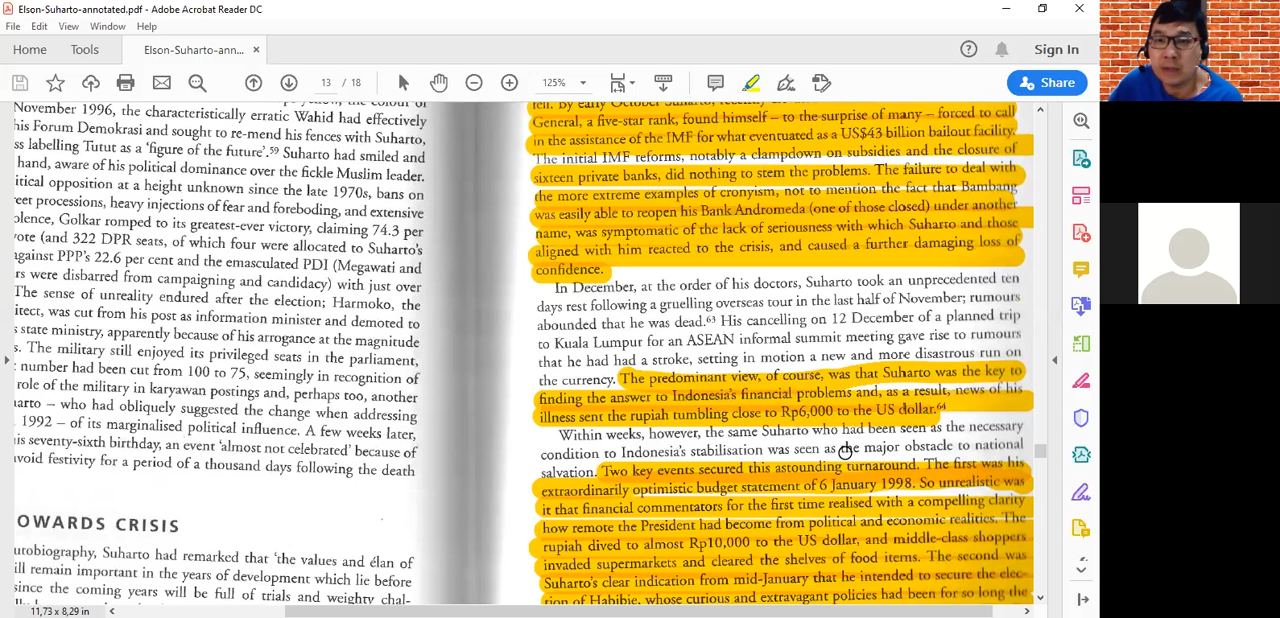 Elson-Suharto-annotated.pdf - Adobe Acrobat Reader DC
File Edit View Window Help
Home Tools Elson-Suharto-ann... × Sign In
13 / 18 125% Share
November 1996, the characteristically erratic Wahid had effectively
his Forum Demokrasi and sought to re-mend his fences with Suharto,
ss labelling Tutut as a 'figure of the future'.59 Suharto had smiled and
hand, aware of his political dominance over the fickle Muslim leader.
itical opposition at a height unknown since the late 1970s, bans on
reet processions, heavy injections of fear and foreboding, and extensive
olence, Golkar romped to its greatest-ever victory, claiming 74.3 per
vote (and 322 DPR seats, of which four were allocated to Suharto's
against PPP's 22.6 per cent and the emasculated PDI (Megawati and
rs were disbarred from campaigning and candidacy) with just over
The sense of unreality endured after the election; Harmoko, the
itect, was cut from his post as information minister and demoted to
s state ministry, apparently because of his arrogance at the magnitude
s. The military still enjoyed its privileged seats in the parliament,
number had been cut from 100 to 75, seemingly in recognition of
role of the military in karyawan postings and, perhaps too, another
arto – who had obliquely suggested the change when addressing
1992 – of its marginalised political influence. A few weeks later,
is seventy-sixth birthday, an event 'almost not celebrated' because of
avoid festivity for a period of a thousand days following the death
OWARDS CRISIS
utobiography, Suharto had remarked that 'the values and élan of
ill remain important in the years of development which lie before
since the coming years will be full of trials and weighty chal-
fell. By early October Suharto, recently
General, a five-star rank, found himself – to the surprise of many – forced to call
in the assistance of the IMF for what eventuated as a US$43 billion bailout facility.
The initial IMF reforms, notably a clampdown on subsidies and the closure of
sixteen private banks, did nothing to stem the problems. The failure to deal with
the more extreme examples of cronyism, not to mention the fact that Bambang
was easily able to reopen his Bank Andromeda (one of those closed) under another
name, was symptomatic of the lack of seriousness with which Suharto and those
aligned with him reacted to the crisis, and caused a further damaging loss of
confidence.
In December, at the order of his doctors, Suharto took an unprecedented ten
days rest following a gruelling overseas tour in the last half of November; rumours
abounded that he was dead.63 His cancelling on 12 December of a planned trip
to Kuala Lumpur for an ASEAN informal summit meeting gave rise to rumours
that he had had a stroke, setting in motion a new and more disastrous run on
the currency. The predominant view, of course, was that Suharto was the key to
finding the answer to Indonesia's financial problems and, as a result, news of his
illness sent the rupiah tumbling close to Rp6,000 to the US dollar.64
Within weeks, however, the same Suharto who had been seen as the necessary
condition to Indonesia's stabilisation was seen as the major obstacle to national
salvation. Two key events secured this astounding turnaround. The first was his
extraordinarily optimistic budget statement of 6 January 1998. So unrealistic was
it that financial commentators for the first time realised with a compelling clarity
how remote the President had become from political and economic realities. The
rupiah dived to almost Rp10,000 to the US dollar, and middle-class shoppers
invaded supermarkets and cleared the shelves of food items. The second was
Suharto's clear indication from mid-January that he intended to secure the elec-
tion of Habibie, whose curious and extravagant policies had been for so long the
11,73 x 8,29 in